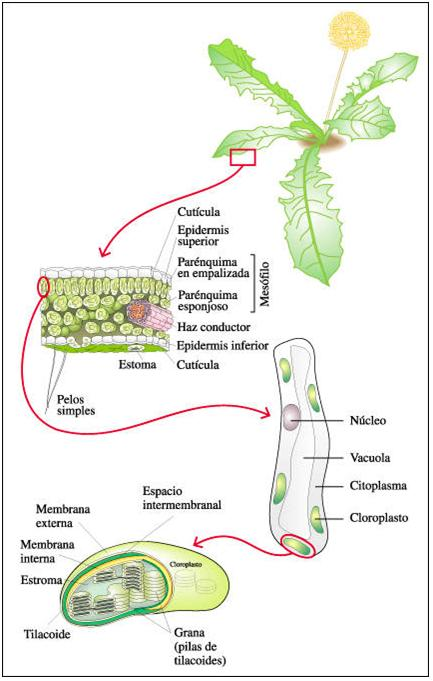 Cutícula
Epidermis
superior
Parénquima
en empalizada
Mesófilo
Parénquima
esponjoso
Haz conductor
Epidermis inferior
Estoma
Cutícula
Pelos
simples
Núcleo
Vacuola
Citoplasma
Cloroplasto
Espacio
intermembranal
Membrana
externa
Membrana
interna
Cloroplasto
Estroma
Tilacoide
Grana
(pilas de
tilacoides)